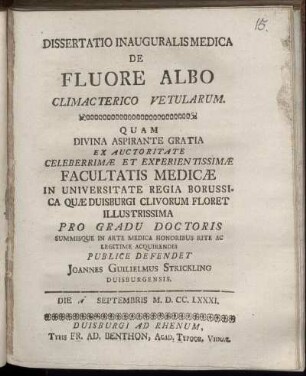 15.
DISSERTATIO INAUGURALIS MEDICA
DE
FLUORE ALBO
CLIMACTERICO VETULARUM.
QUAM
DIVINA ASPIRANTE GRATIA
EX AUCTORITATE
CELEBERRIMÆ ET EXPERIENTISSIMÆ
FACULTATIS MEDICÆ
IN UNIVERSITATE REGIA BORUSSI-
CA QUÆ DUISBURGI CLIVORUM FLORET
ILLUSTRISSIMA
PRO GRADU DOCTORIS
SUMMISQUE IN ARTE MEDICA HONORIBUS RITE AC
LEGITIME ACQUIRENDIS
PUBLICE DEFENDET
JOANNES GUILIELMUS STRICKLING
DUISBURGENSIS.
DIE SEPTEMBRIS M. D. CC. LXXXI.
DUISBURGI AD RHENUM,
TYPIS FR. AD. BENTHON, ACAD. TYPOGR.